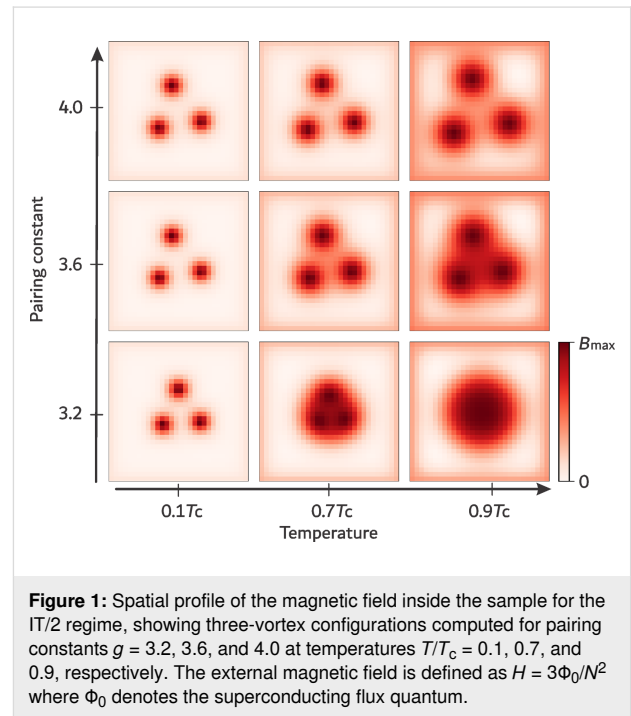 4.0
3.6
3.2
Pairing constant
Bmax
0
0.1Tc
0.7Tc
0.9Tc
Temperature
Figure 1: Spatial profile of the magnetic field inside the sample for the
IT/2 regime, showing three-vortex configurations computed for pairing
constants g = 3.2, 3.6, and 4.0 at temperatures T/Tc = 0.1, 0.7, and
0.9, respectively. The external magnetic field is defined as H = 3Φ0/N²
where Φ0 denotes the superconducting flux quantum.